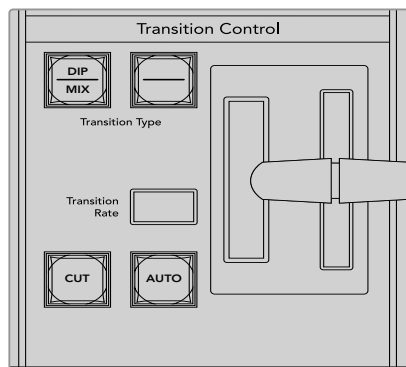 Transition Control
DIP
MIX
Transition Type
Transition
Rate
CUT
AUTO